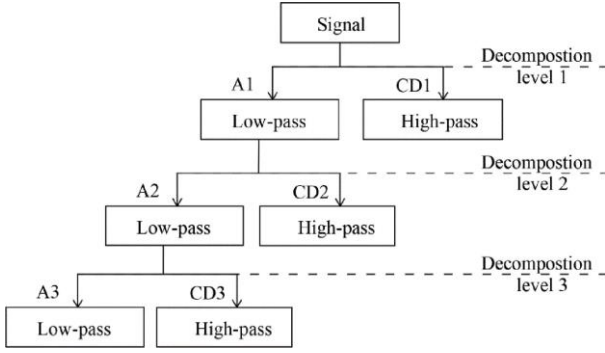 Signal
Decompostion
level 1
A1
CD1
Low-pass
High-pass
Decompostion
level 2
A2
CD2
Low-pass
High-pass
Decompostion
level 3
A3
CD3
Low-pass
High-pass